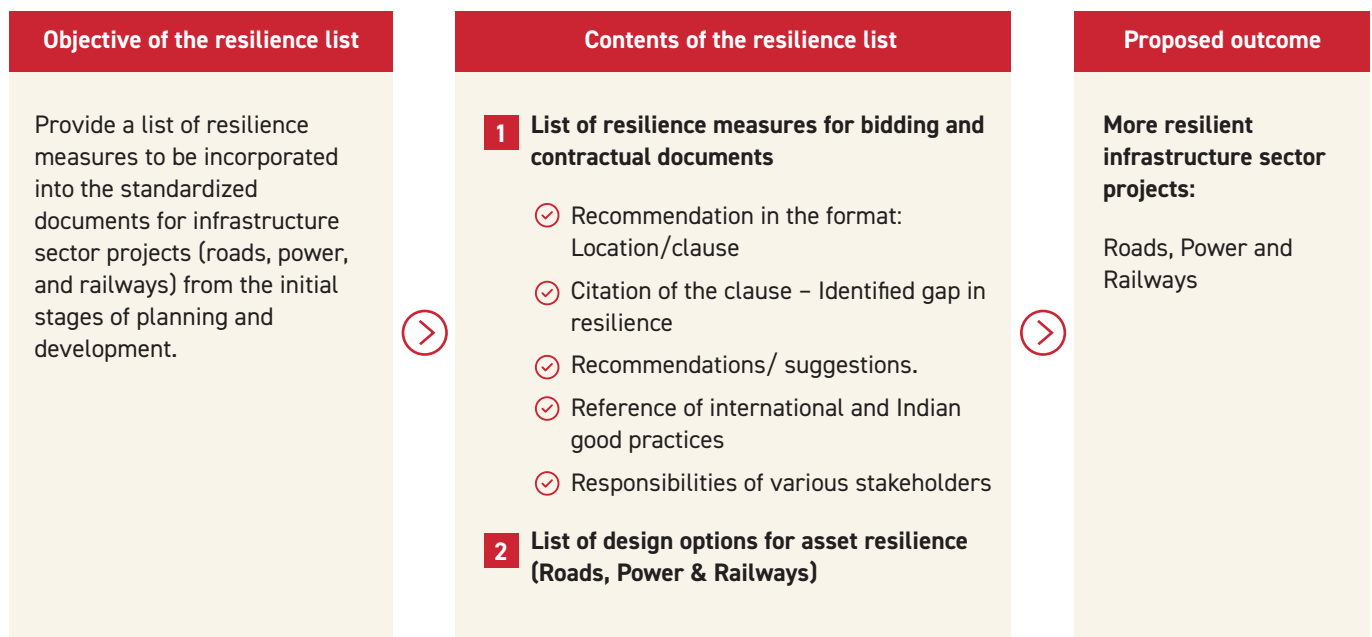 Objective of the resilience list
Provide a list of resilience
measures to be incorporated
into the standardized
documents for infrastructure
sector projects (roads, power,
and railways) from the initial
stages of planning and
development.
Contents of the resilience list
1 List of resilience measures for bidding and
contractual documents
Recommendation in the format:
Location/clause
Citation of the clause – Identified gap in
resilience
Recommendations/ suggestions.
Reference of international and Indian
good practices
Responsibilities of various stakeholders
2 List of design options for asset resilience
(Roads, Power & Railways)
Proposed outcome
More resilient
infrastructure sector
projects:
Roads, Power and
Railways